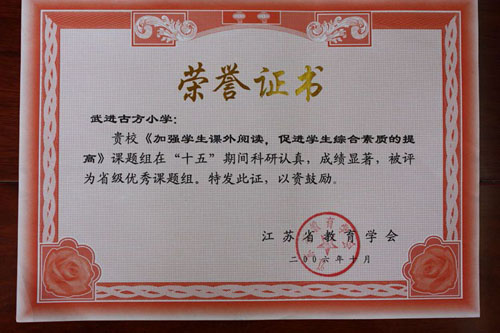 荣誉证书
武进古方小学：
贵校《加强学生课外阅读，促进学生综合素质的提
高》课题组在“十五”期间科研认真，成绩显著，被评
为省级优秀课题组。特发此证，以资鼓励。
江苏省教育学会
二〇〇六年十月